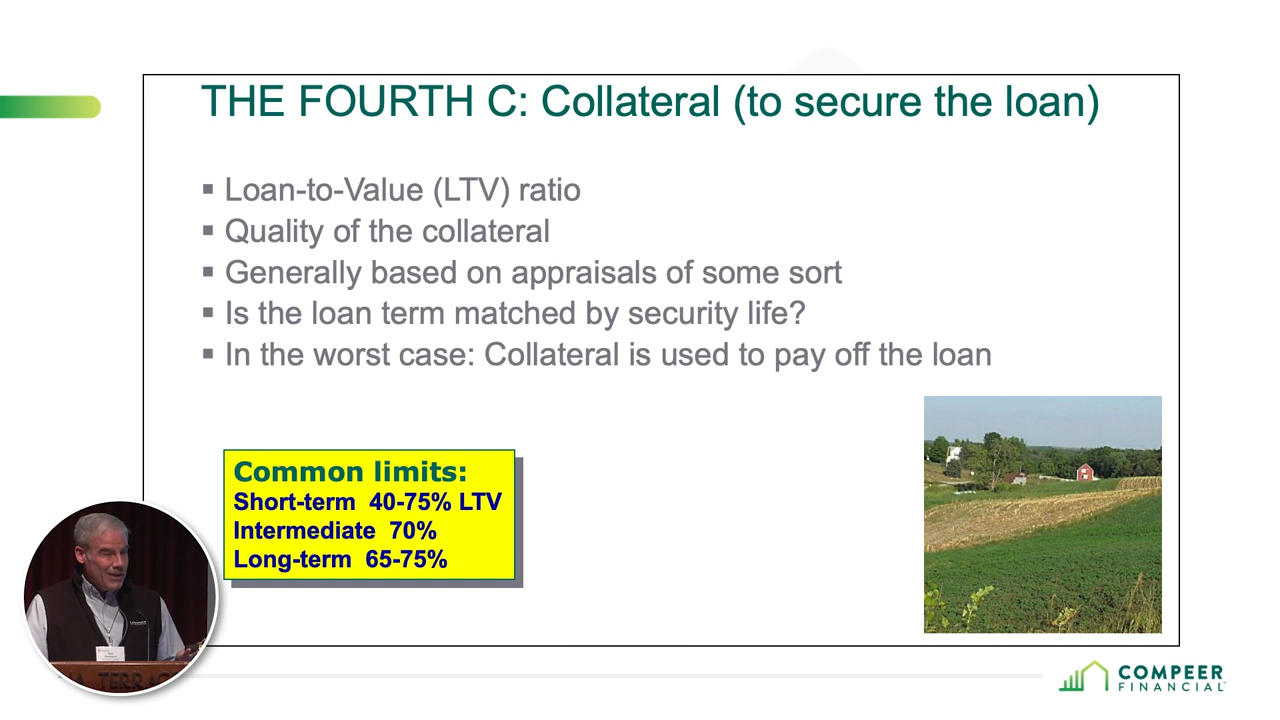 THE FOURTH C: Collateral (to secure the loan)
▪ Loan-to-Value (LTV) ratio
▪ Quality of the collateral
▪ Generally based on appraisals of some sort
▪ Is the loan term matched by security life?
▪ In the worst case: Collateral is used to pay off the loan
Common limits:
Short-term 40-75% LTV
Intermediate 70%
Long-term 65-75%
TERRAC
COMPEER
FINANCIAL